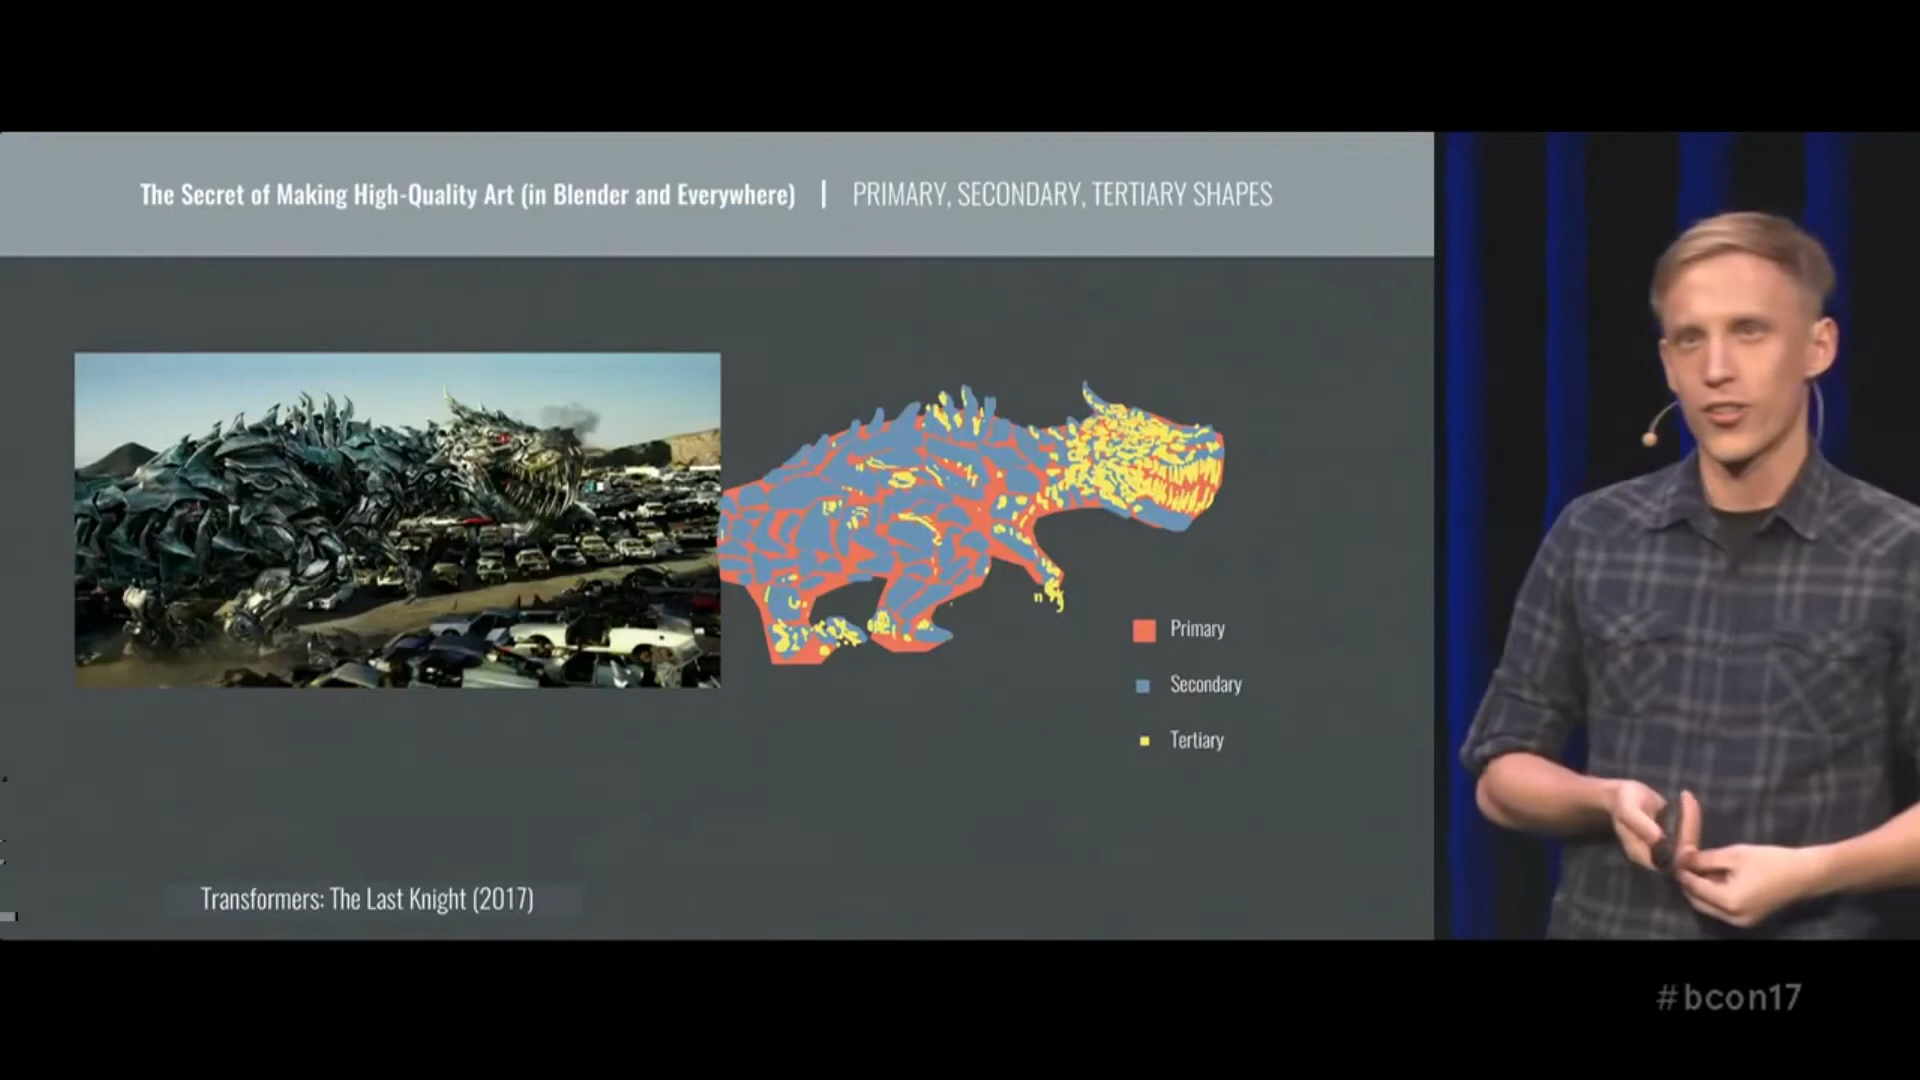 The Secret of Making High-Quality Art (in Blender and Everywhere) | PRIMARY, SECONDARY, TERTIARY SHAPES
Primary
Secondary
Tertiary
Transformers: The Last Knight (2017)
#bcon17